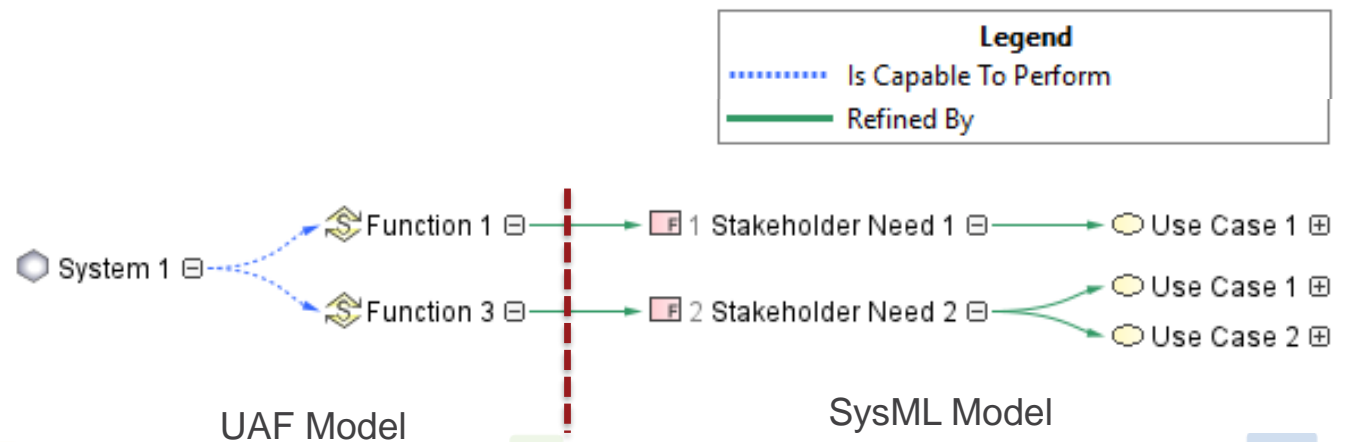 Legend
Is Capable To Perform
Refined By
Function 1 F 1 Stakeholder Need 1 Use Case 1
System 1
Use Case 1
Function 3 F 2 Stakeholder Need 2
Use Case 2
UAF Model SysML Model